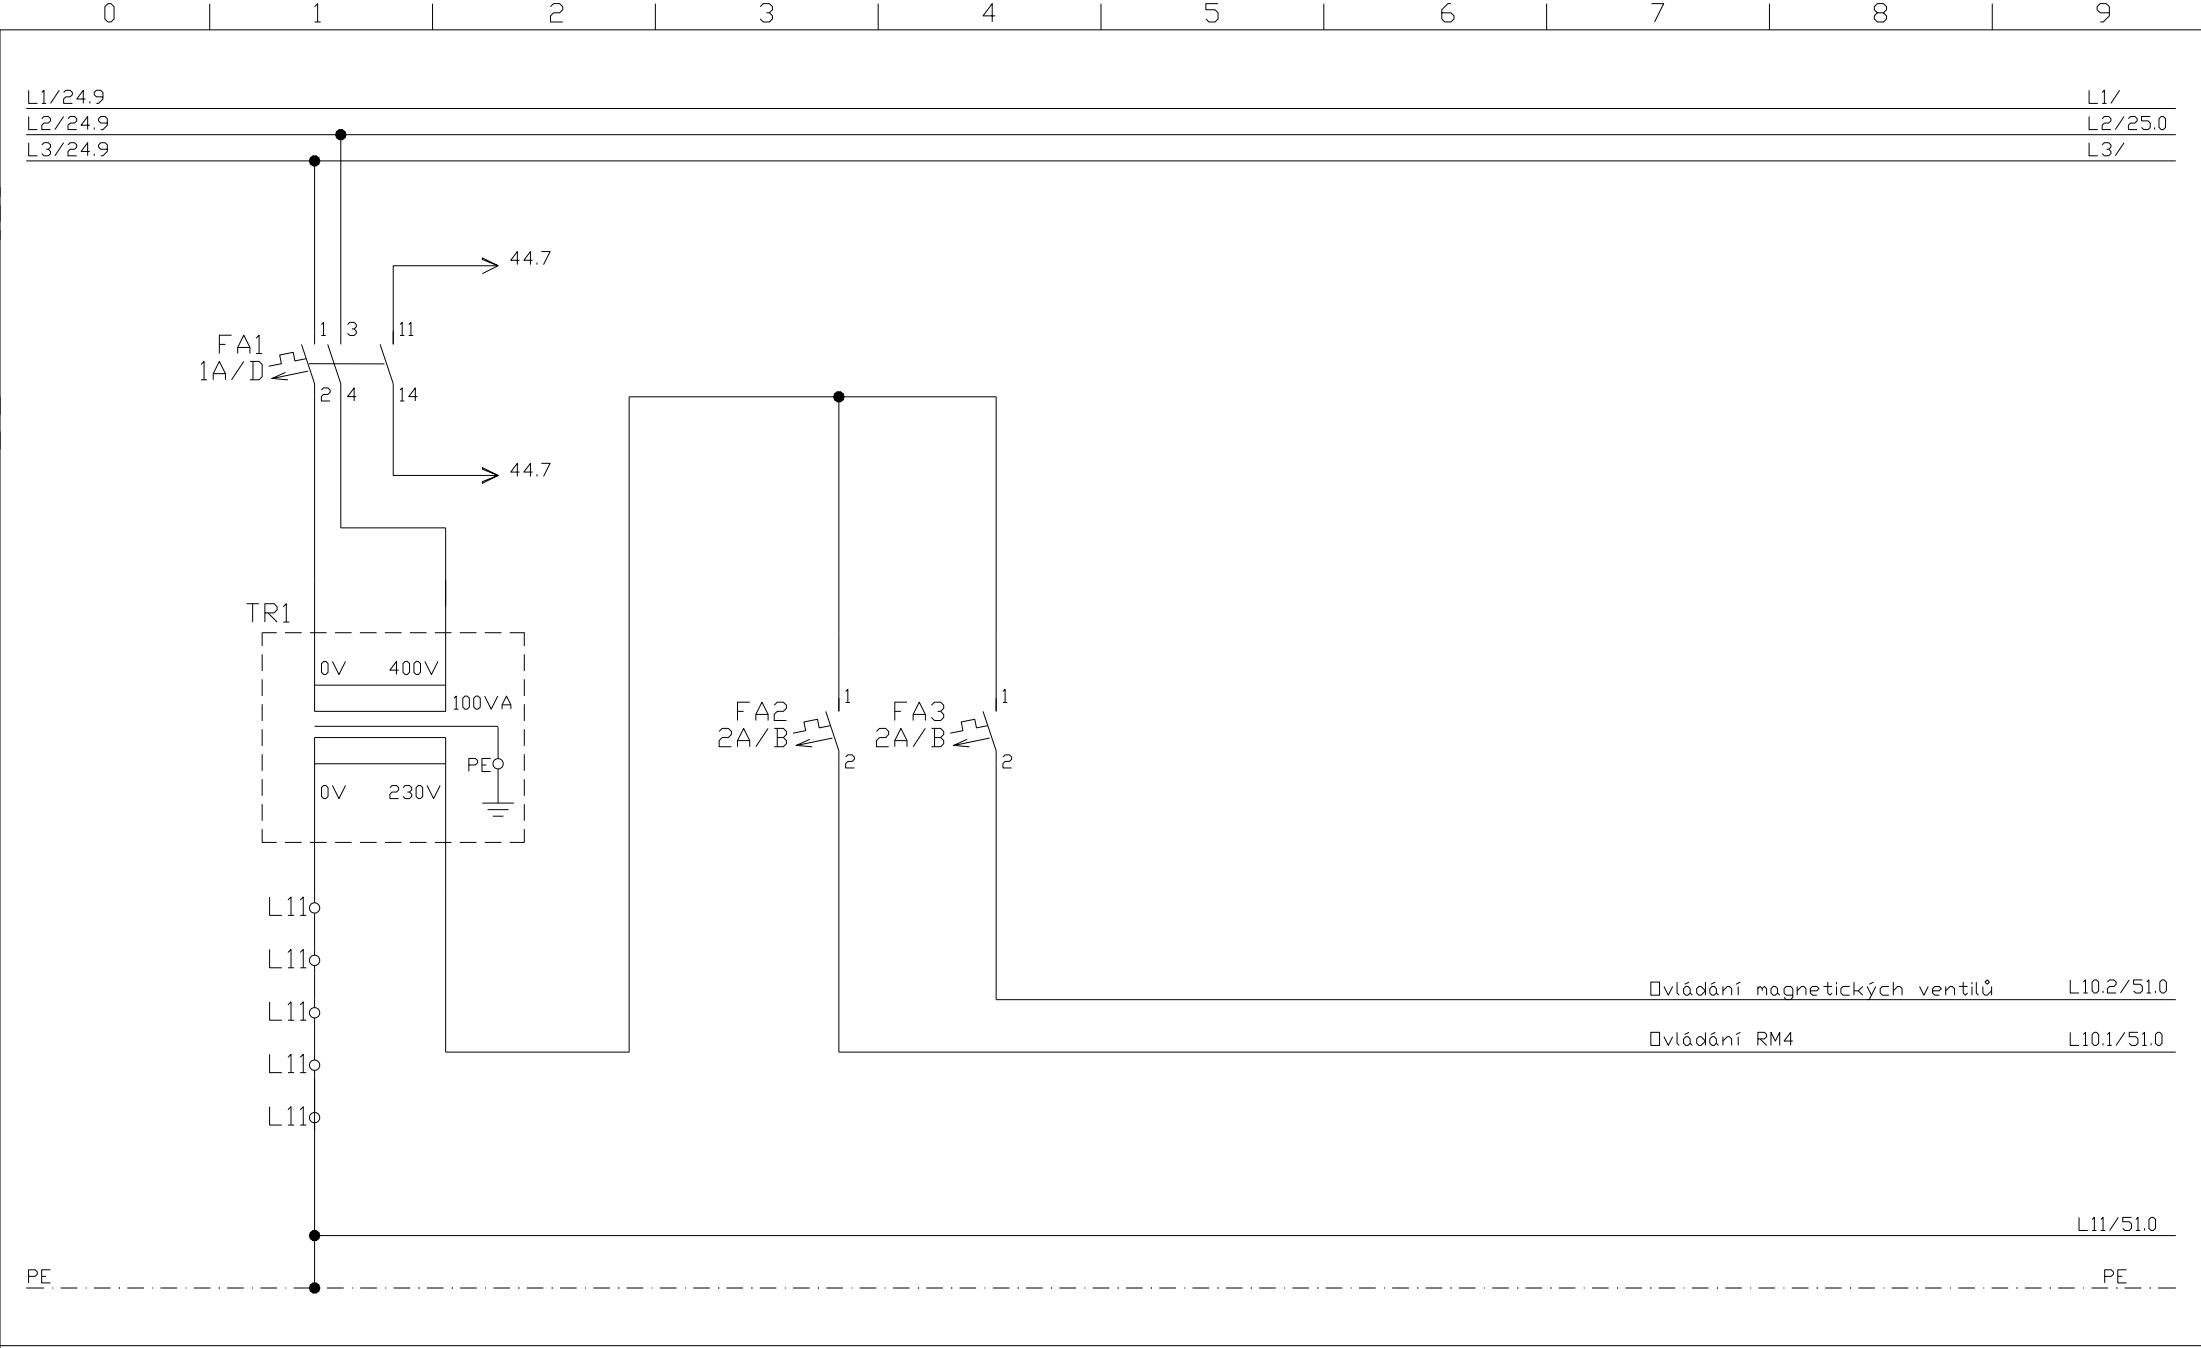 0 1 2 3 4 5 6 7 8 9
L1/24.9 L1/
L2/24.9 L2/25.0
L3/24.9 L3/
44.7
1 3 11
FA1
1A/D
2 4 14
44.7
TR1
0V 400V
100VA
1 1
FA2 FA3
2A/B 2A/B
2 2
PE
0V 230V
L11
L11
Ovládání magnetických ventilů L10.2/51.0
L11
Ovládání RM4 L10.1/51.0
L11
L11
L11/51.0
PE PE